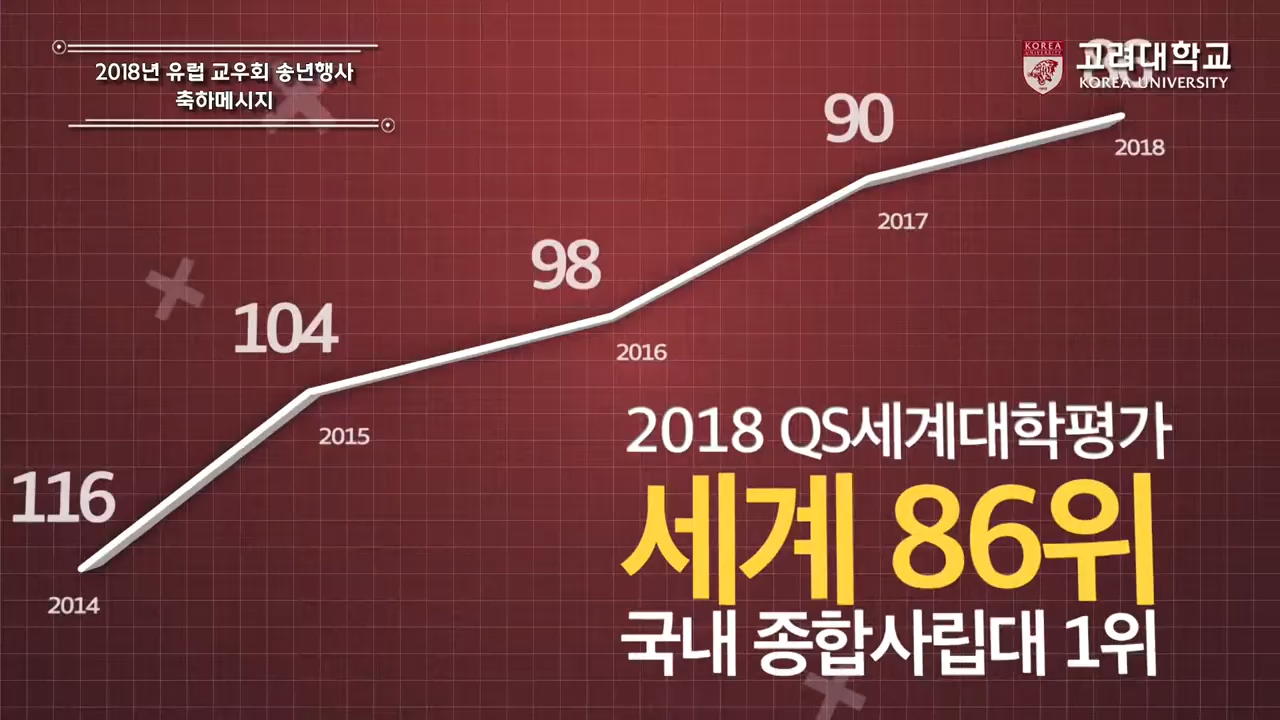 2018년 유럽 교우회 송년행사
축하메시지
KOREA
UNIVERSITY
고려대학교
KOREA UNIVERSITY
90
2018
2017
98
104
2016
2015
116
2014
2018 QS세계대학평가
세계 86위
국내 종합사립대 1위